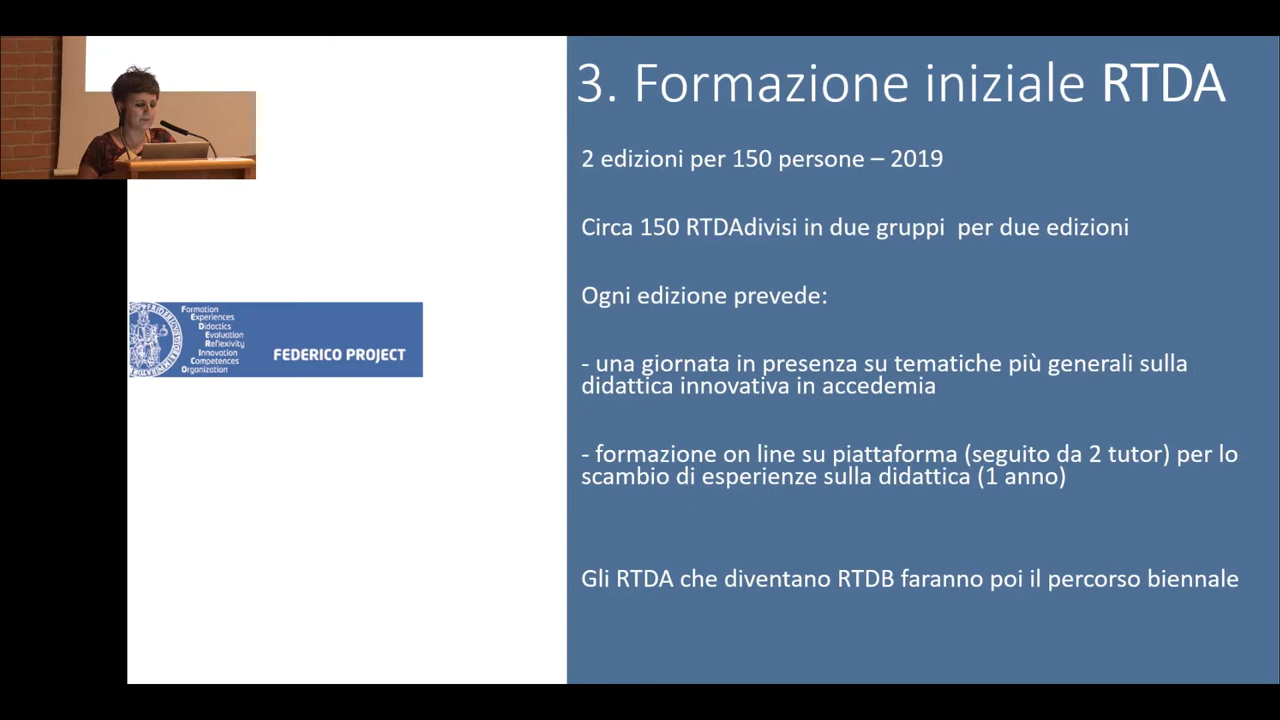 3. Formazione iniziale RTDA
2 edizioni per 150 persone – 2019
Circa 150 RTDAdivisi in due gruppi  per due edizioni
Ogni edizione prevede:
- una giornata in presenza su tematiche più generali sulla
didattica innovativa in accedemia
- formazione on line su piattaforma (seguito da 2 tutor) per lo
scambio di esperienze sulla didattica (1 anno)
Gli RTDA che diventano RTDB faranno poi il percorso biennale
Formation
Experiences
Didactics
Evaluation
Reflexivity
Innovation
Competences
Organization
FEDERICO PROJECT